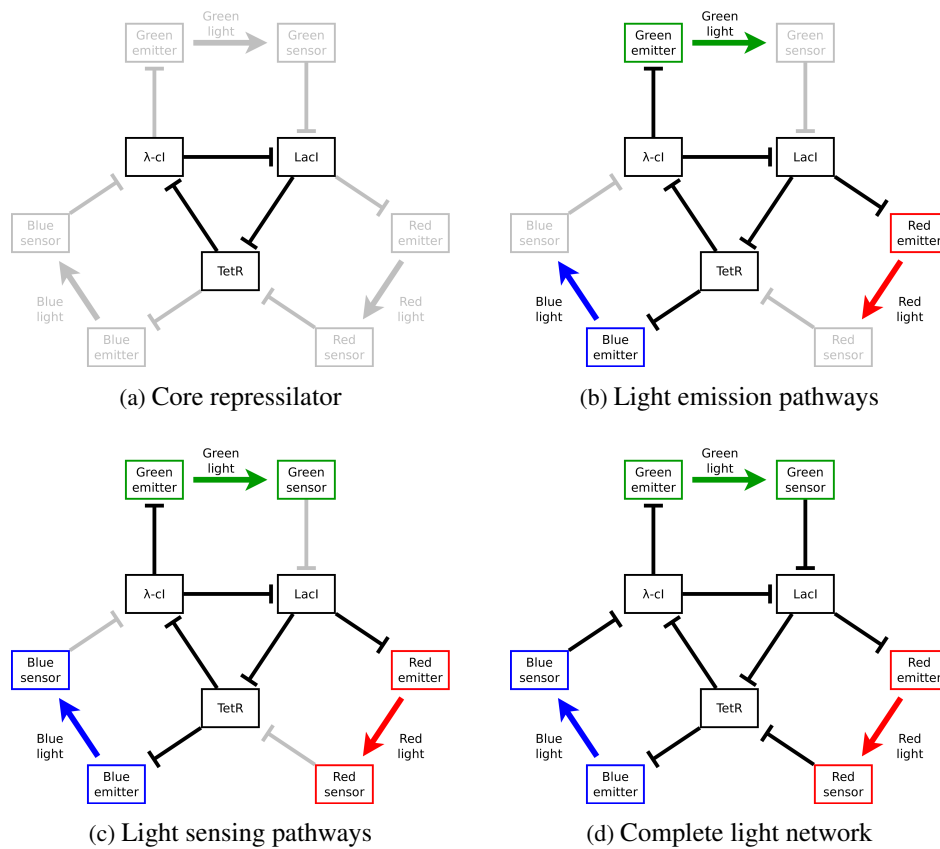 Green
light
Green
emitter
Green
sensor
λ-cI
LacI
Blue
sensor
Red
emitter
TetR
Blue
light
Red
light
Blue
emitter
Red
sensor
(a) Core repressilator
Green
light
Green
emitter
Green
sensor
λ-cI
LacI
Blue
sensor
Red
emitter
TetR
Blue
light
Red
light
Blue
emitter
Red
sensor
(b) Light emission pathways
Green
light
Green
emitter
Green
sensor
λ-cI
LacI
Blue
sensor
Red
emitter
TetR
Blue
light
Red
light
Blue
emitter
Red
sensor
(c) Light sensing pathways
Green
light
Green
emitter
Green
sensor
λ-cI
LacI
Blue
sensor
Red
emitter
TetR
Blue
light
Red
light
Blue
emitter
Red
sensor
(d) Complete light network